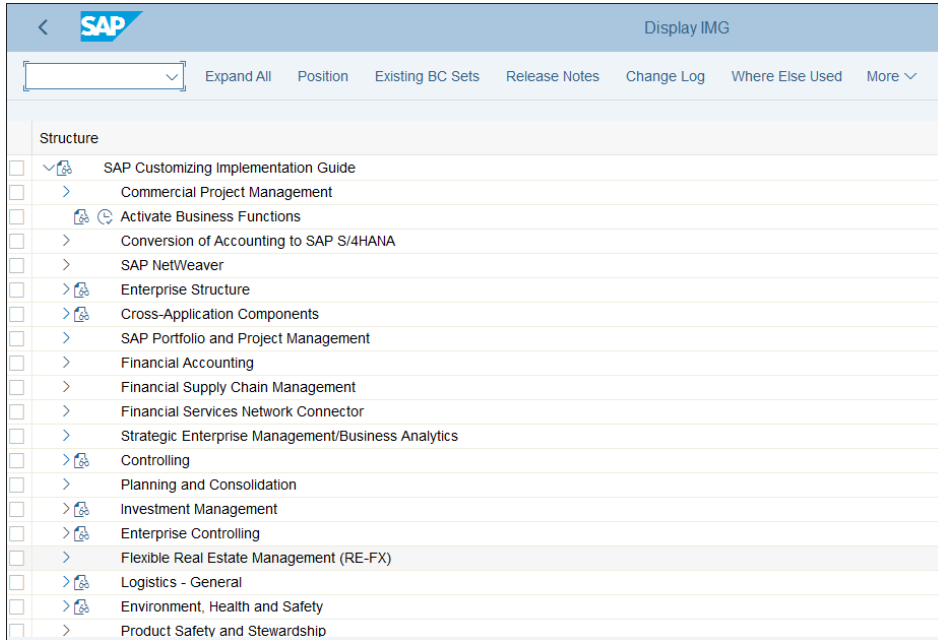 SAP Display IMG
Expand All Position Existing BC Sets Release Notes Change Log Where Else Used More
Structure
SAP Customizing Implementation Guide
Commercial Project Management
Activate Business Functions
Conversion of Accounting to SAP S/4HANA
SAP NetWeaver
Enterprise Structure
Cross-Application Components
SAP Portfolio and Project Management
Financial Accounting
Financial Supply Chain Management
Financial Services Network Connector
Strategic Enterprise Management/Business Analytics
Controlling
Planning and Consolidation
Investment Management
Enterprise Controlling
Flexible Real Estate Management (RE-FX)
Logistics - General
Environment, Health and Safety
Product Safety and Stewardship